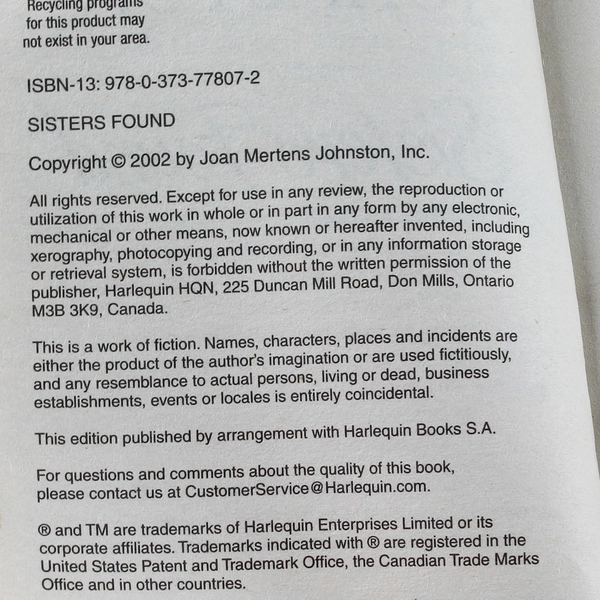 Recycling programs
for this product may
not exist in your area.
ISBN-13: 978-0-373-77807-2
SISTERS FOUND
Copyright © 2002 by Joan Mertens Johnston, Inc.
All rights reserved. Except for use in any review, the reproduction or
utilization of this work in whole or in part in any form by any electronic,
mechanical or other means, now known or hereafter invented, including
xerography, photocopying and recording, or in any information storage
or retrieval system, is forbidden without the written permission of the
publisher, Harlequin HQN, 225 Duncan Mill Road, Don Mills, Ontario
M3B 3K9, Canada.
This is a work of fiction. Names, characters, places and incidents are
either the product of the author's imagination or are used fictitiously,
and any resemblance to actual persons, living or dead, business
establishments, events or locales is entirely coincidental.
This edition published by arrangement with Harlequin Books S.A.
For questions and comments about the quality of this book,
please contact us at CustomerService@Harlequin.com.
® and TM are trademarks of Harlequin Enterprises Limited or its
corporate affiliates. Trademarks indicated with ® are registered in the
United States Patent and Trademark Office, the Canadian Trade Marks
Office and in other countries.